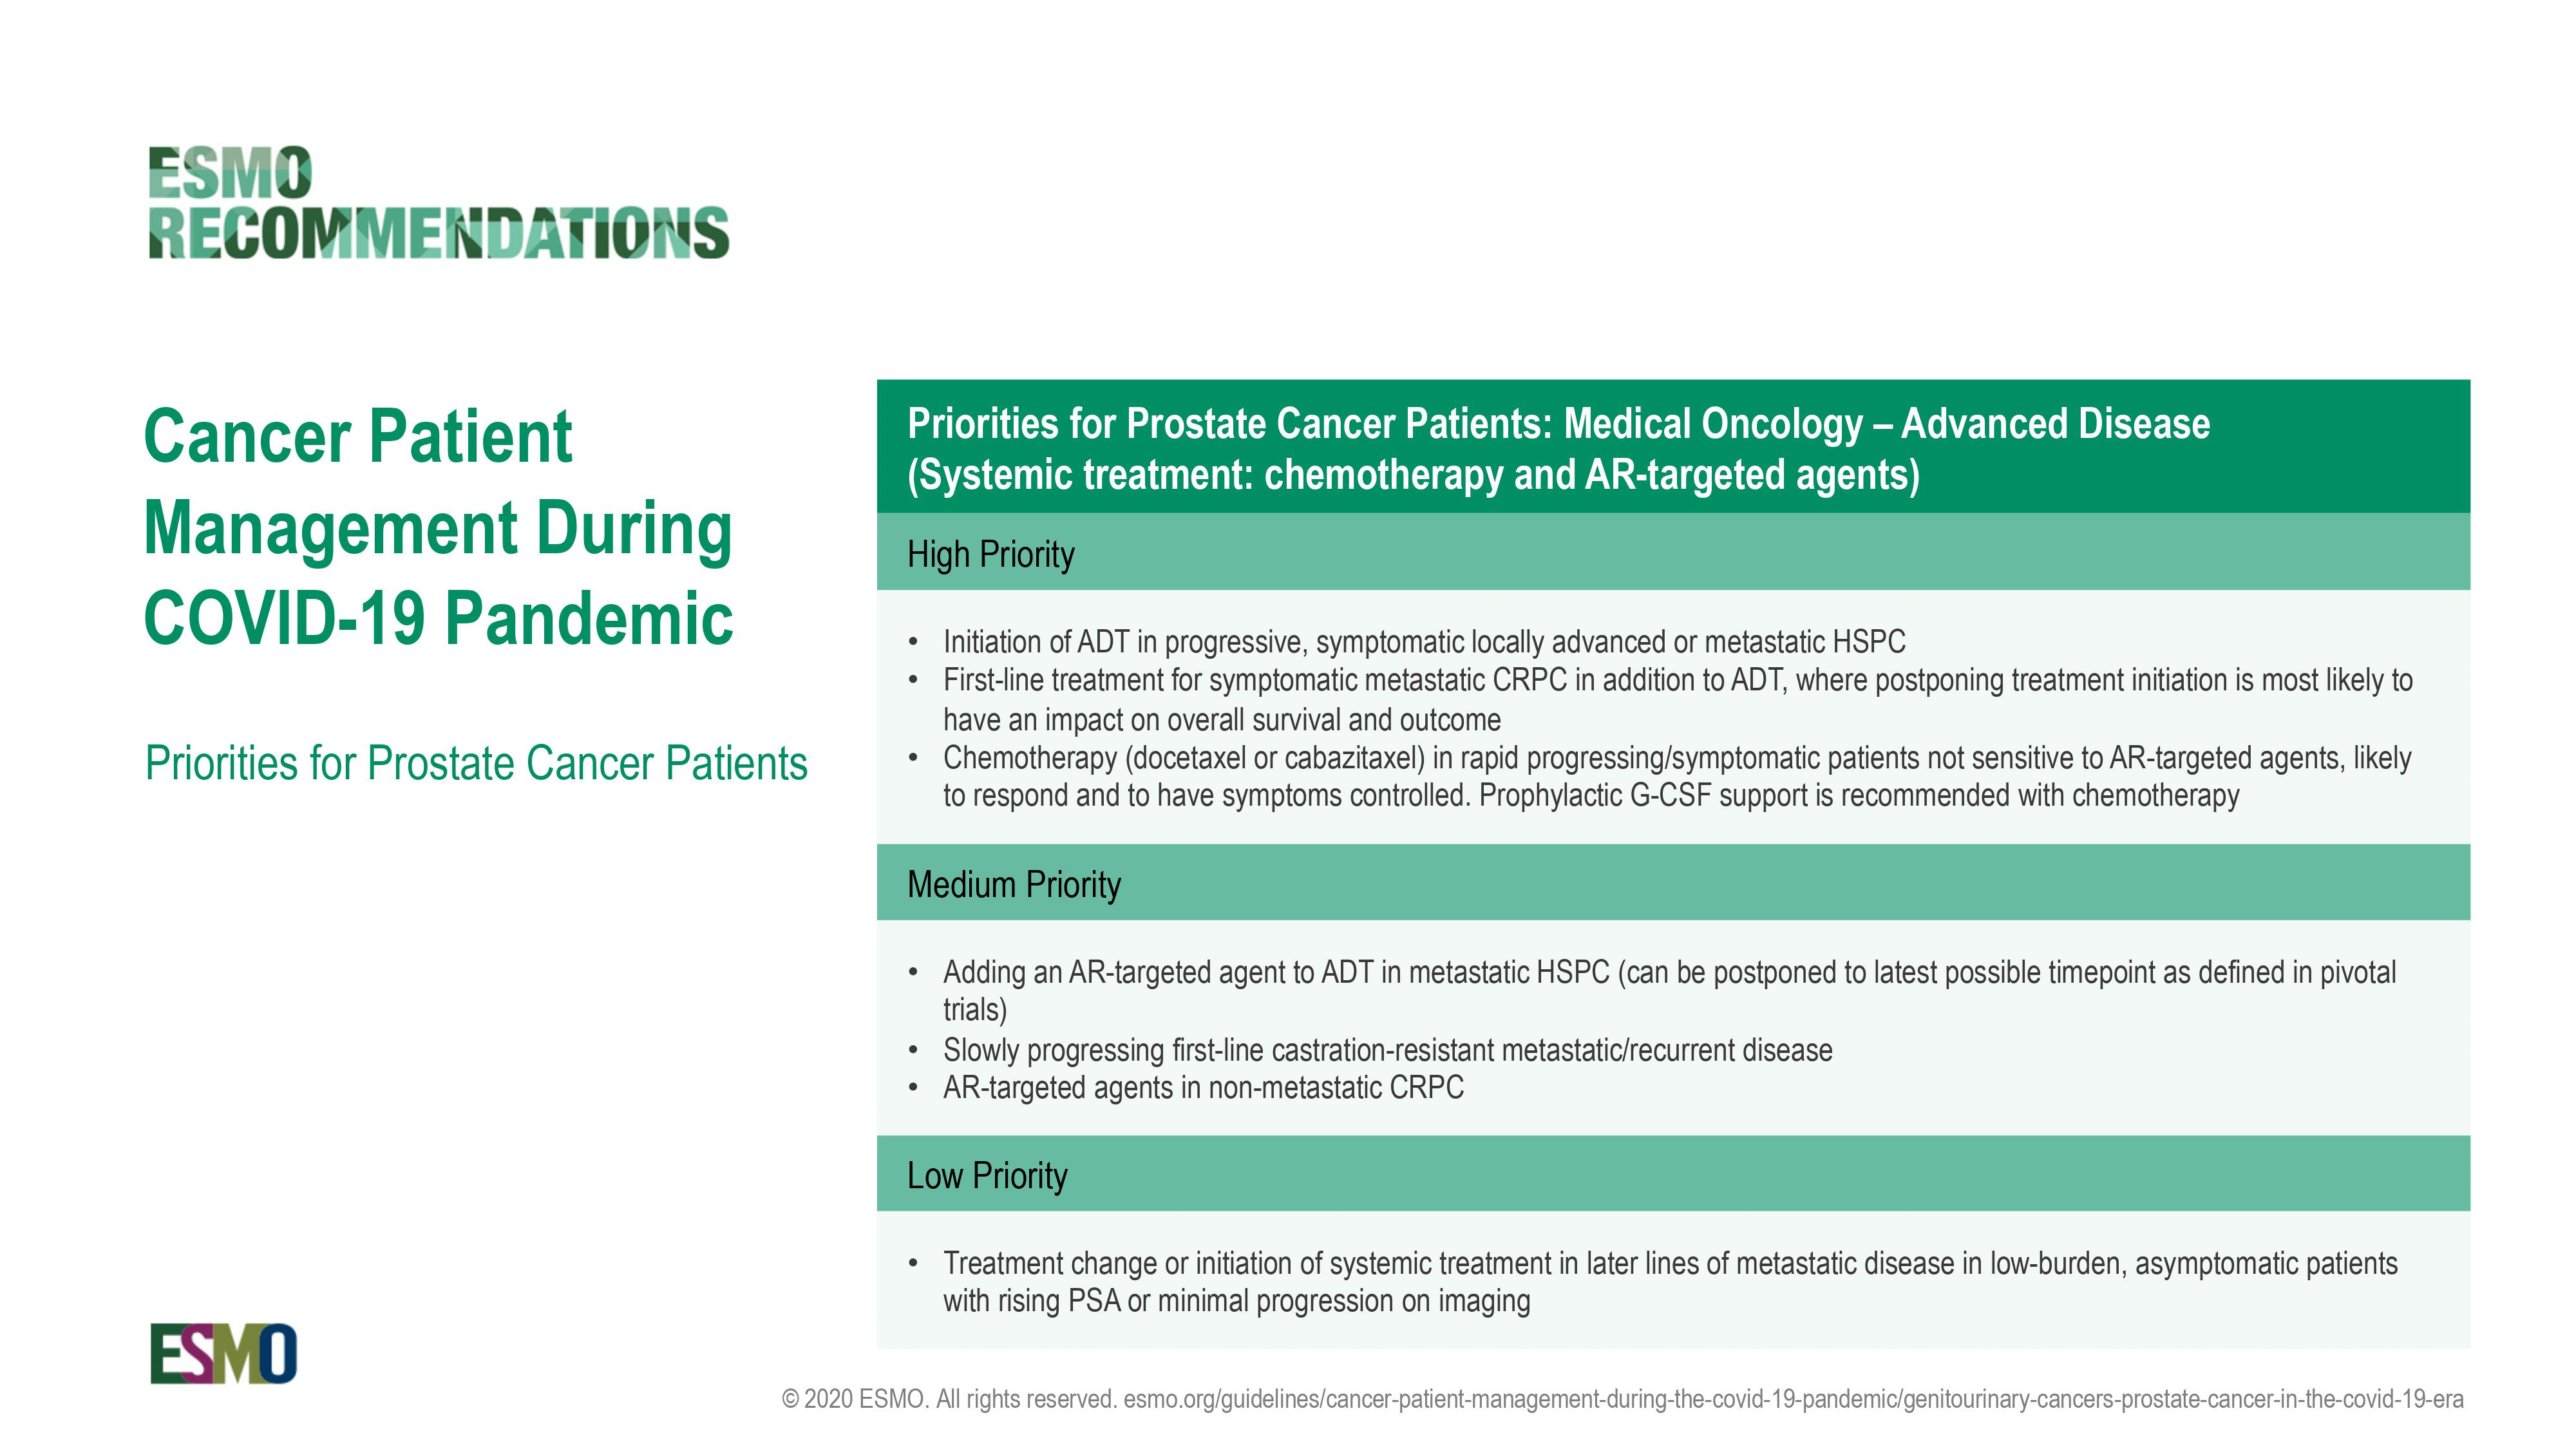 ESMO
RECOMMENDATIONS
Cancer Patient
Management During
COVID-19 Pandemic
Priorities for Prostate Cancer Patients
Priorities for Prostate Cancer Patients: Medical Oncology – Advanced Disease
(Systemic treatment: chemotherapy and AR-targeted agents)
High Priority
• Initiation of ADT in progressive, symptomatic locally advanced or metastatic HSPC
• First-line treatment for symptomatic metastatic CRPC in addition to ADT, where postponing treatment initiation is most likely to
have an impact on overall survival and outcome
• Chemotherapy (docetaxel or cabazitaxel) in rapid progressing/symptomatic patients not sensitive to AR-targeted agents, likely
to respond and to have symptoms controlled. Prophylactic G-CSF support is recommended with chemotherapy
Medium Priority
• Adding an AR-targeted agent to ADT in metastatic HSPC (can be postponed to latest possible timepoint as defined in pivotal
trials)
• Slowly progressing first-line castration-resistant metastatic/recurrent disease
• AR-targeted agents in non-metastatic CRPC
Low Priority
• Treatment change or initiation of systemic treatment in later lines of metastatic disease in low-burden, asymptomatic patients
with rising PSA or minimal progression on imaging
ESMO
© 2020 ESMO. All rights reserved. esmo.org/guidelines/cancer-patient-management-during-the-covid-19-pandemic/genitourinary-cancers-prostate-cancer-in-the-covid-19-era